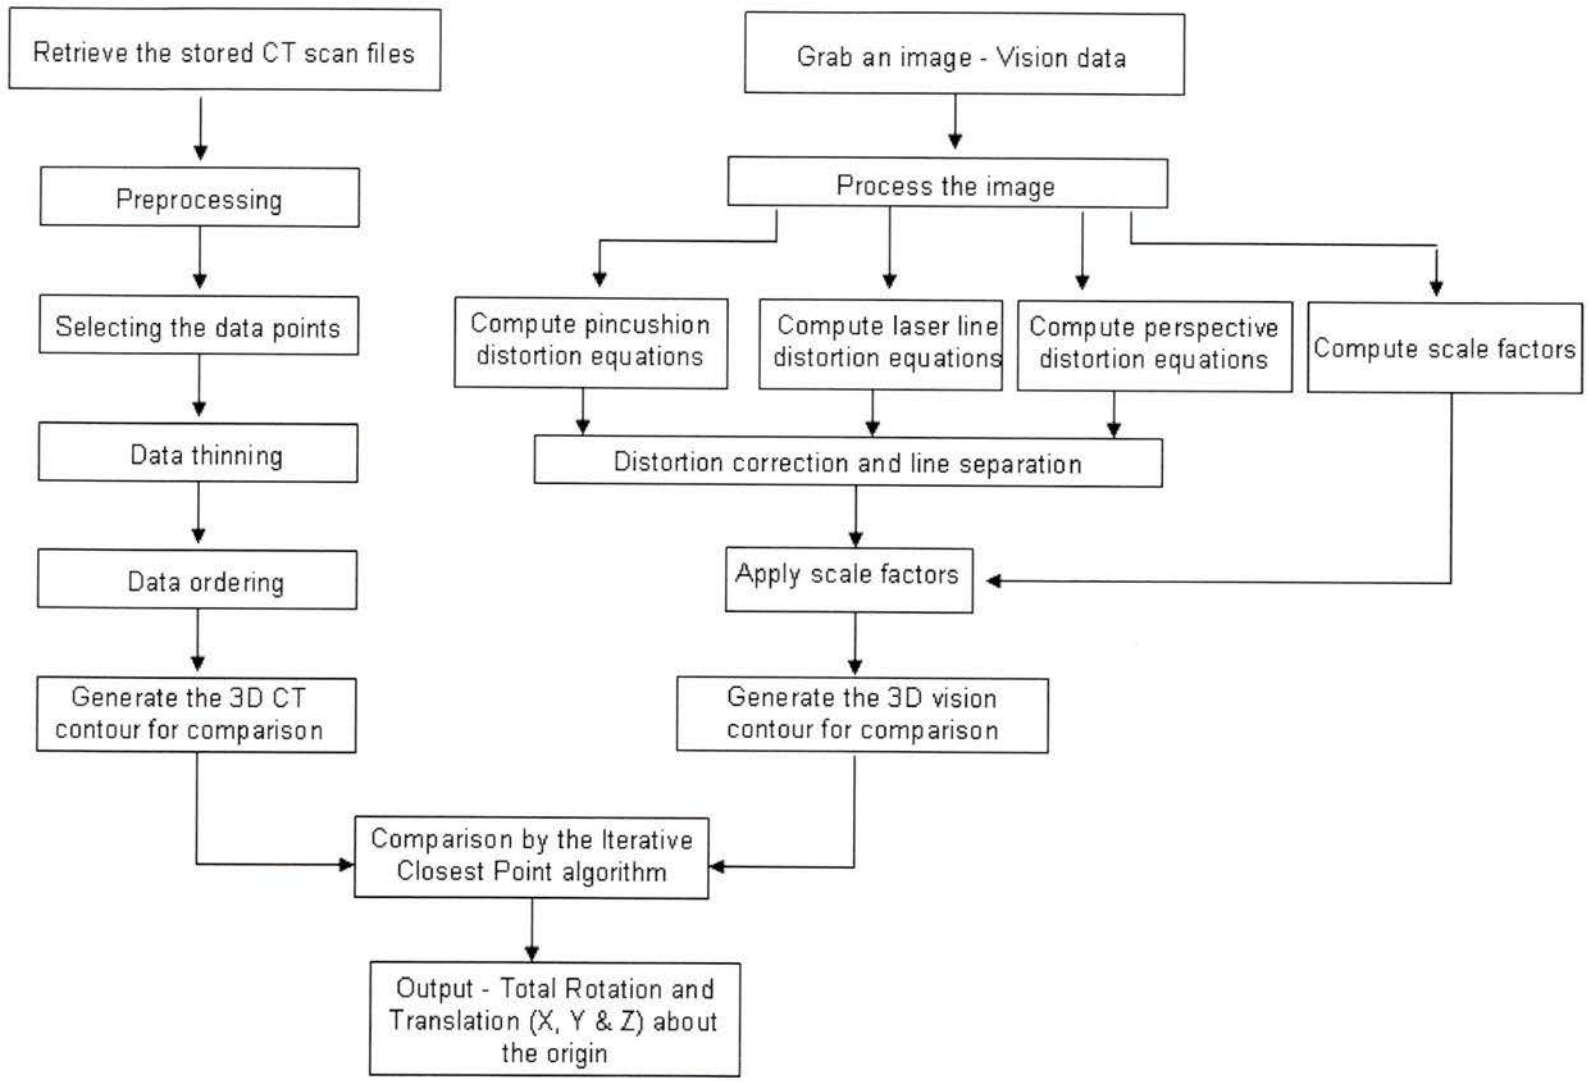 Retrieve the stored CT scan files
Preprocessing
Selecting the data points
Data thinning
Data ordering
Generate the 3D CT
contour for comparison
Grab an image - Vision data
Process the image
Compute pincushion
distortion equations
Compute laser line
distortion equations
Compute perspective
distortion equations
Compute scale factors
Distortion correction and line separation
Apply scale factors
Generate the 3D vision
contour for comparison
Comparison by the Iterative
Closest Point algorithm
Output - Total Rotation and
Translation (X, Y & Z) about
the origin